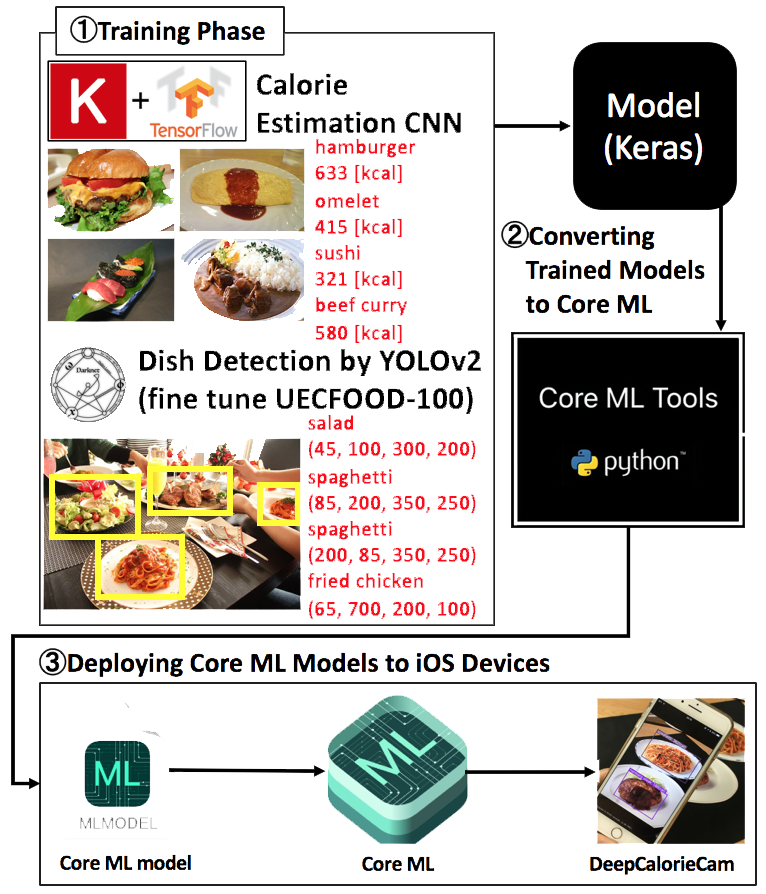 ①Training Phase
K + TensorFlow
Calorie
Estimation CNN
hamburger
633 [kcal]
omelet
415 [kcal]
sushi
321 [kcal]
beef curry
580 [kcal]
Darknet
Dish Detection by YOLOv2
(fine tune UECFOOD-100)
salad
(45, 100, 300, 200)
spaghetti
(85, 200, 350, 250)
spaghetti
(200, 85, 350, 250)
fried chicken
(65, 700, 200, 100)
Model
(Keras)
②Converting
Trained Models
to Core ML
Core ML Tools
python™
③Deploying Core ML Models to iOS Devices
ML
MLMODEL
Core ML model
ML
Core ML
DeepCalorieCam